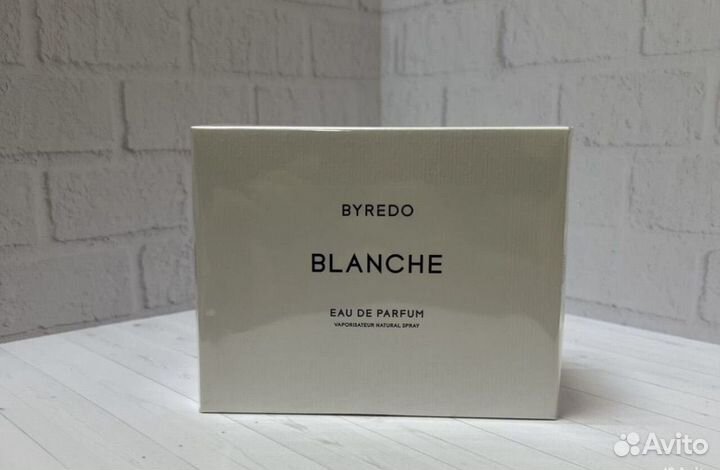 BYREDO
BLANCHE
EAU DE PARFUM
VAPORISATEUR NATURAL SPRAY
Avito